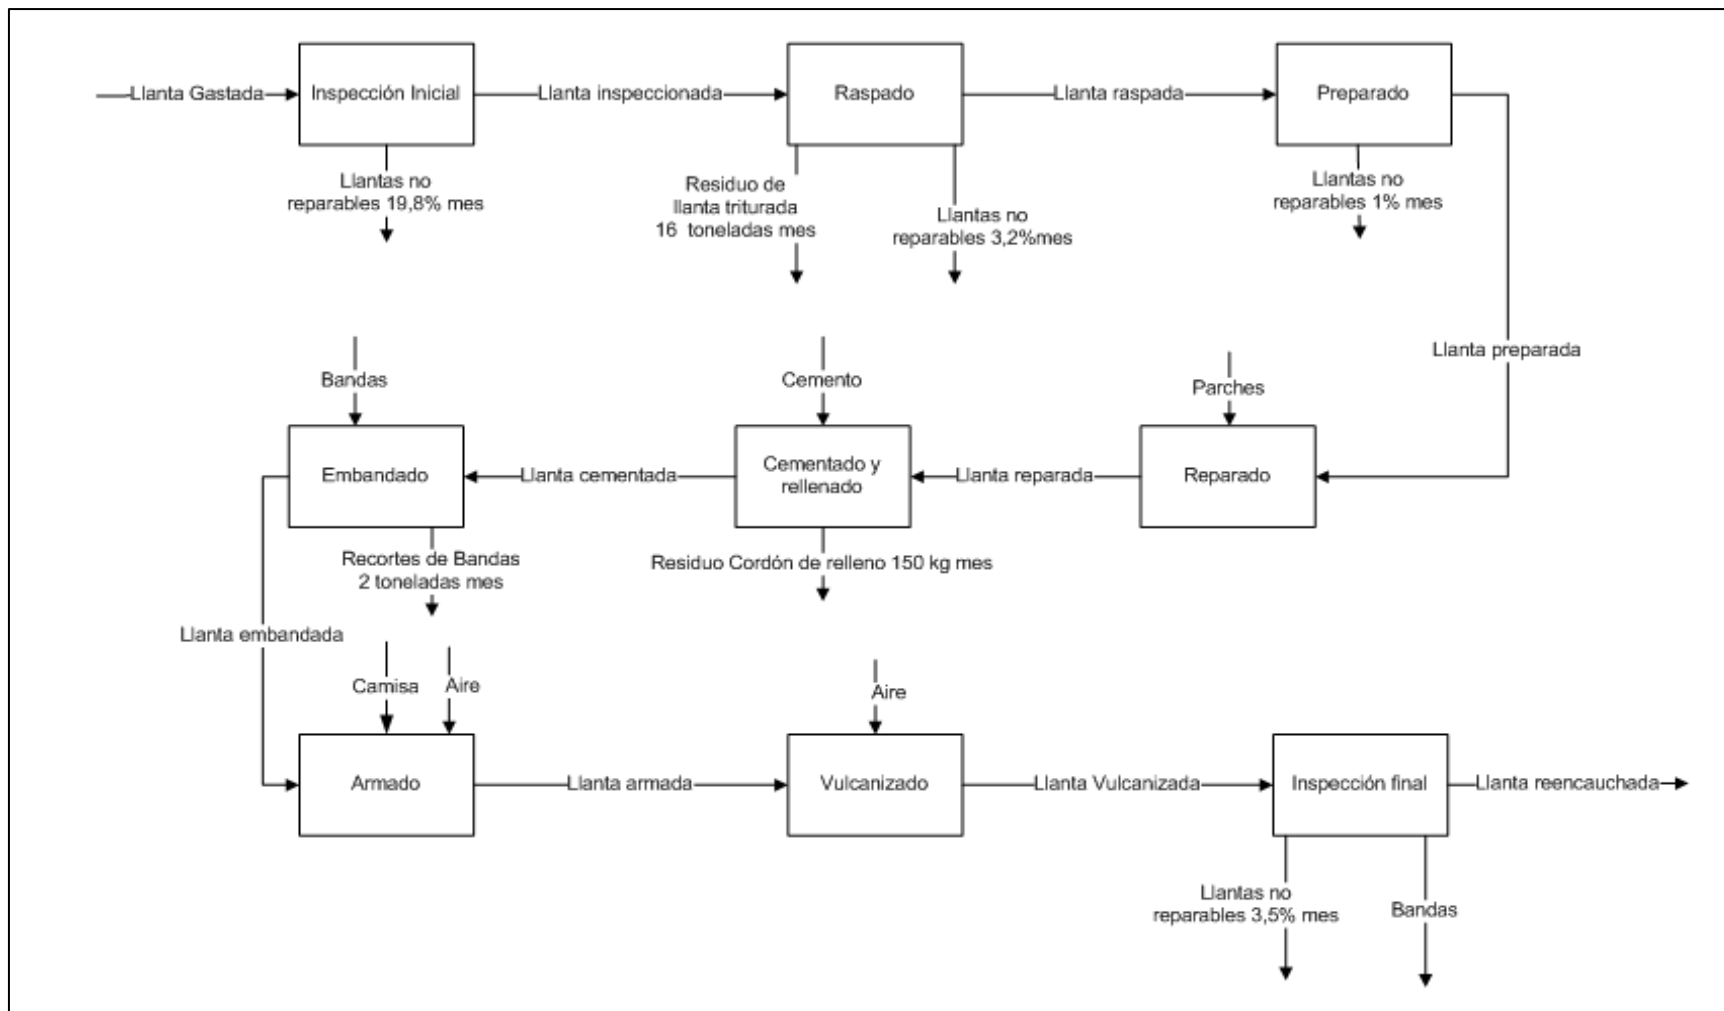 Llanta Gastada
Inspección Inicial
Llanta inspeccionada
Raspado
Llanta raspada
Preparado
Llantas no
reparables 19,8% mes
Residuo de
llanta triturada
16 toneladas mes
Llantas no
reparables 3,2%mes
Llantas no
reparables 1% mes
Llanta preparada
Bandas
Cemento
Parches
Embandado
Llanta cementada
Cementado y
rellenado
Llanta reparada
Reparado
Recortes de Bandas
2 toneladas mes
Residuo Cordón de relleno 150 kg mes
Llanta embandada
Camisa
Aire
Aire
Armado
Llanta armada
Vulcanizado
Llanta Vulcanizada
Inspección final
Llanta reencauchada
Llantas no
reparables 3,5% mes
Bandas